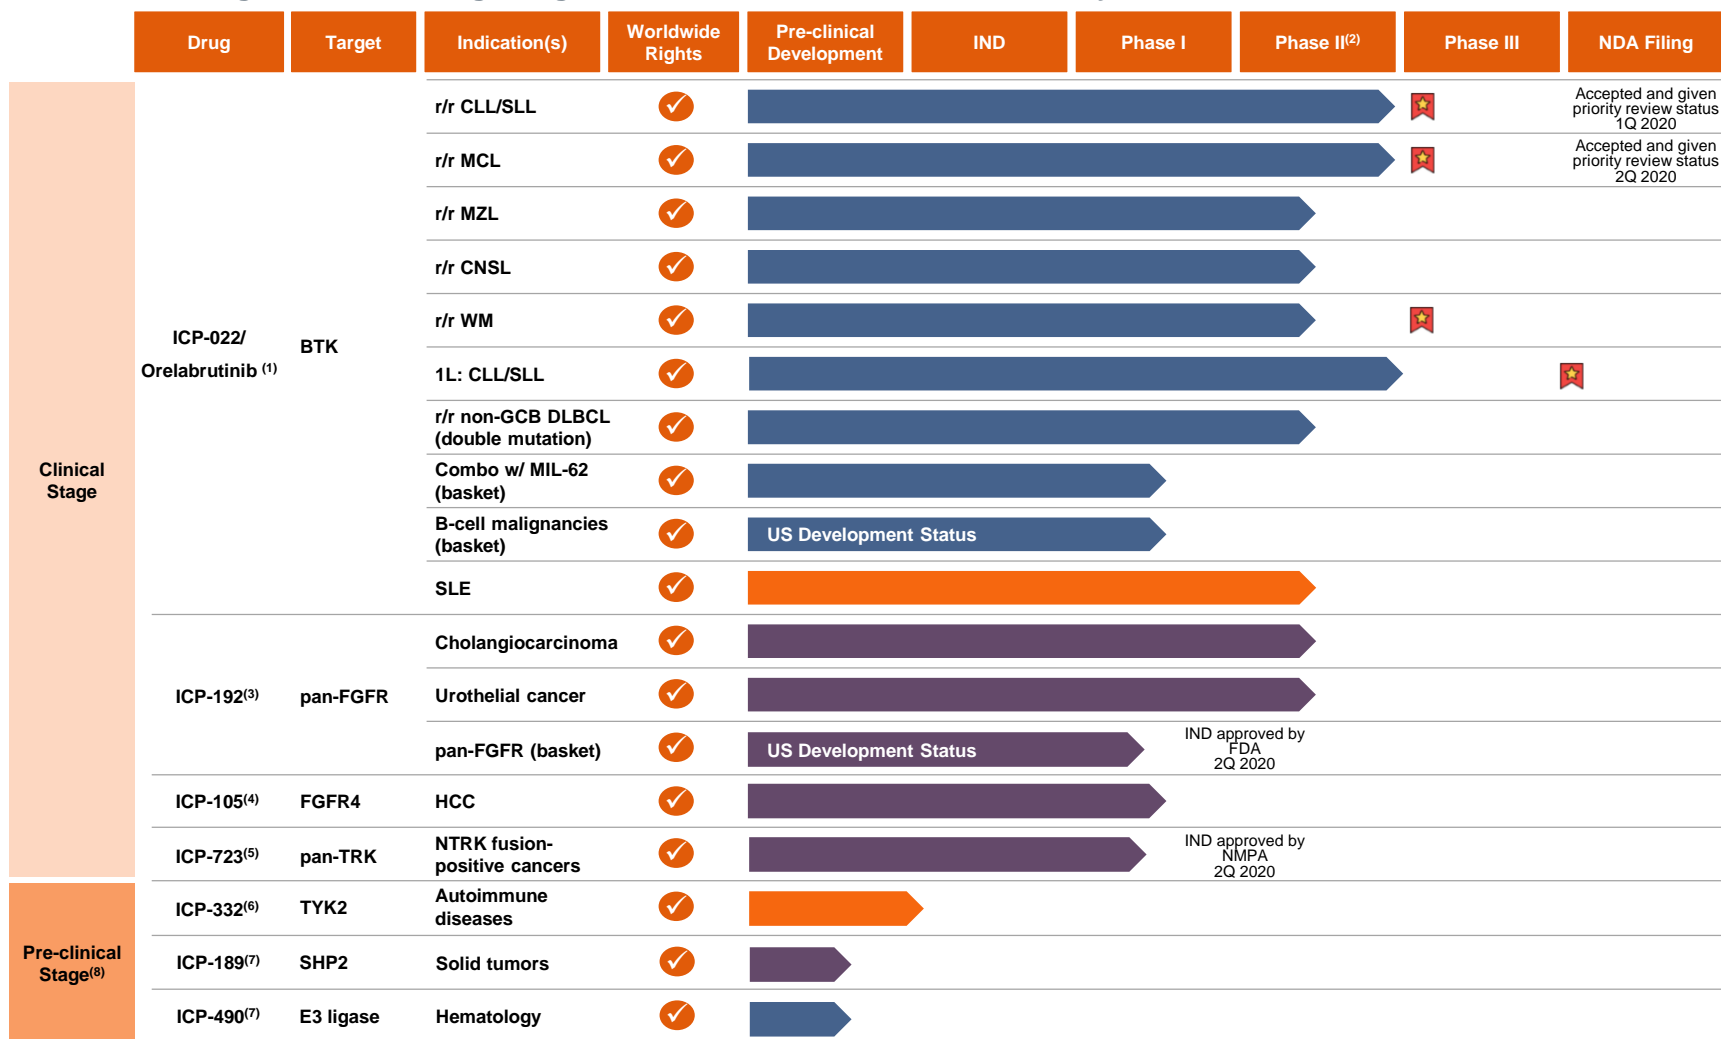 Drug
Target
Indication(s)
Worldwide
Rights
Pre-clinical
Development
IND
Phase I
Phase II(2)
Phase III
NDA Filing
Clinical
Stage
ICP-022/
Orelabrutinib (1)
BTK
r/r CLL/SLL
Accepted and given
priority review status
1Q 2020
r/r MCL
Accepted and given
priority review status
2Q 2020
r/r MZL
r/r CNSL
r/r WM
1L: CLL/SLL
r/r non-GCB DLBCL
(double mutation)
Combo w/ MIL-62
(basket)
B-cell malignancies
(basket)
US Development Status
SLE
ICP-192(3)
pan-FGFR
Cholangiocarcinoma
Urothelial cancer
pan-FGFR (basket)
US Development Status
IND approved by
FDA
2Q 2020
ICP-105(4)
FGFR4
HCC
ICP-723(5)
pan-TRK
NTRK fusion-
positive cancers
IND approved by
NMPA
2Q 2020
Pre-clinical
Stage(8)
ICP-332(6)
TYK2
Autoimmune
diseases
ICP-189(7)
SHP2
Solid tumors
ICP-490(7)
E3 ligase
Hematology